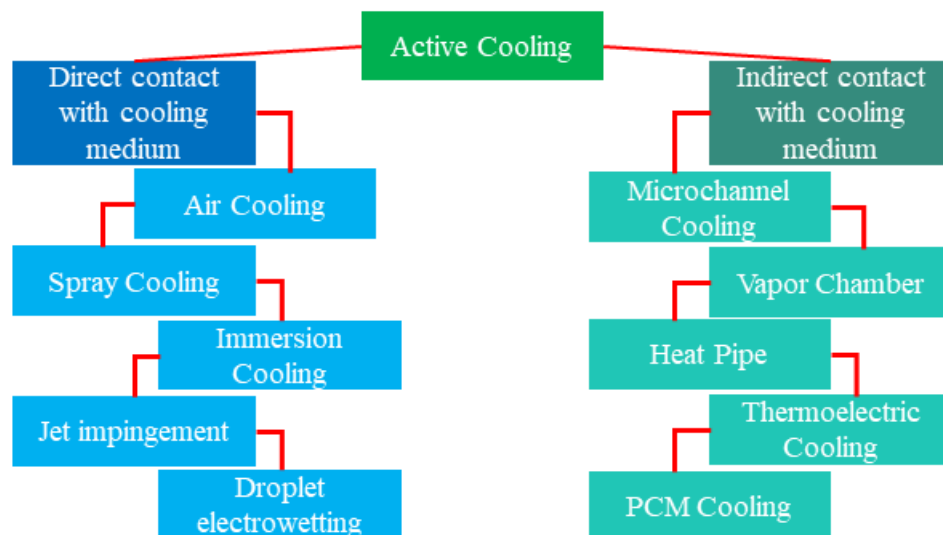 Active Cooling
Direct contact
with cooling
medium
Air Cooling
Spray Cooling
Immersion
Cooling
Jet impingement
Droplet
electrowetting
Indirect contact
with cooling
medium
Microchannel
Cooling
Vapor Chamber
Heat Pipe
Thermoelectric
Cooling
PCM Cooling